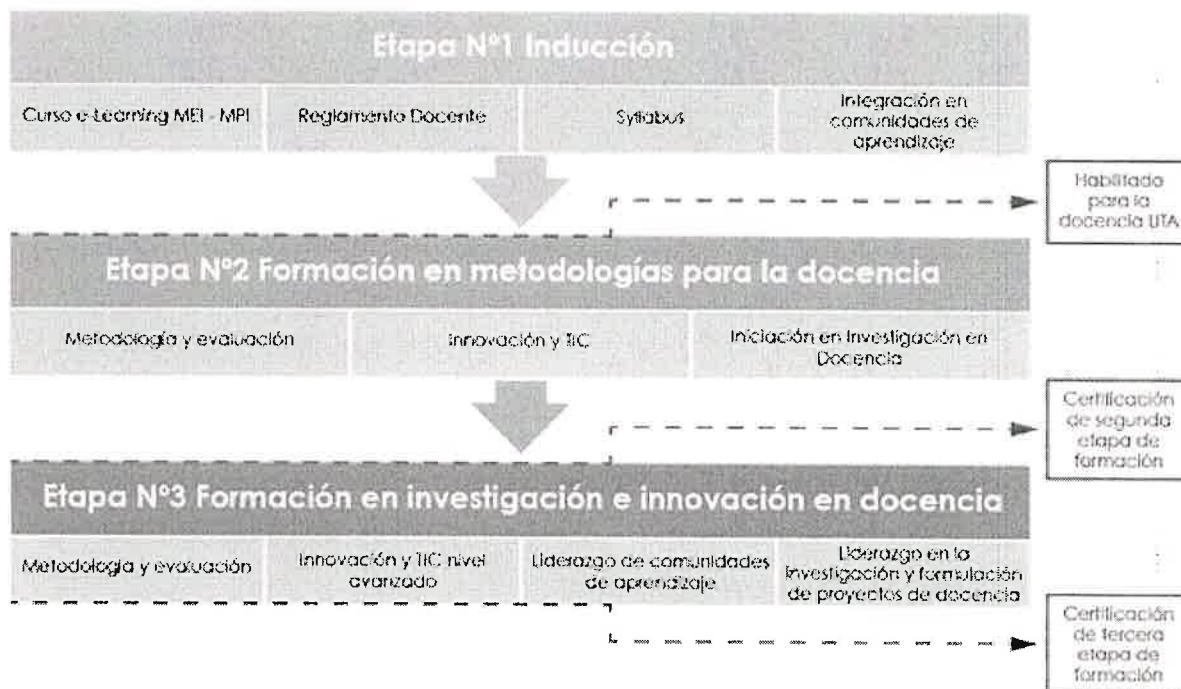 Etapa Nº1 Inducción
Curso e-Learning MEI - MPI
Reglamento Docente
Syllabus
Integración en
comunidades de
aprendizaje
Habilitado
para la
docencia UTA
Etapa Nº2 Formación en metodologías para la docencia
Metodología y evaluación
Innovación y TIC
Iniciación en Investigación en
Docencia
Certificación
de segunda
etapa de
formación
Etapa Nº3 Formación en investigación e innovación en docencia
Metodología y evaluación
Innovación y TIC nivel
avanzado
Liderazgo de comunidades
de aprendizaje
Liderazgo en la
investigación y formulación
de proyectos de docencia
Certificación
de tercera
etapa de
formación